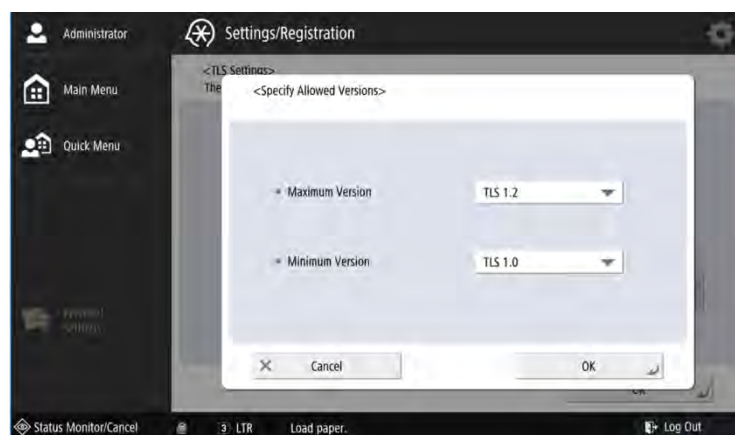 Administrator
Settings/Registration
<TLS Settings>
The
<Specify Allowed Versions>
Main Menu
Quick Menu
Maximum Version
TLS 1.2
Minimum Version
TLS 1.0
Cancel
OK
OK
Status Monitor/Cancel
3 LTR
Load paper.
Log Out